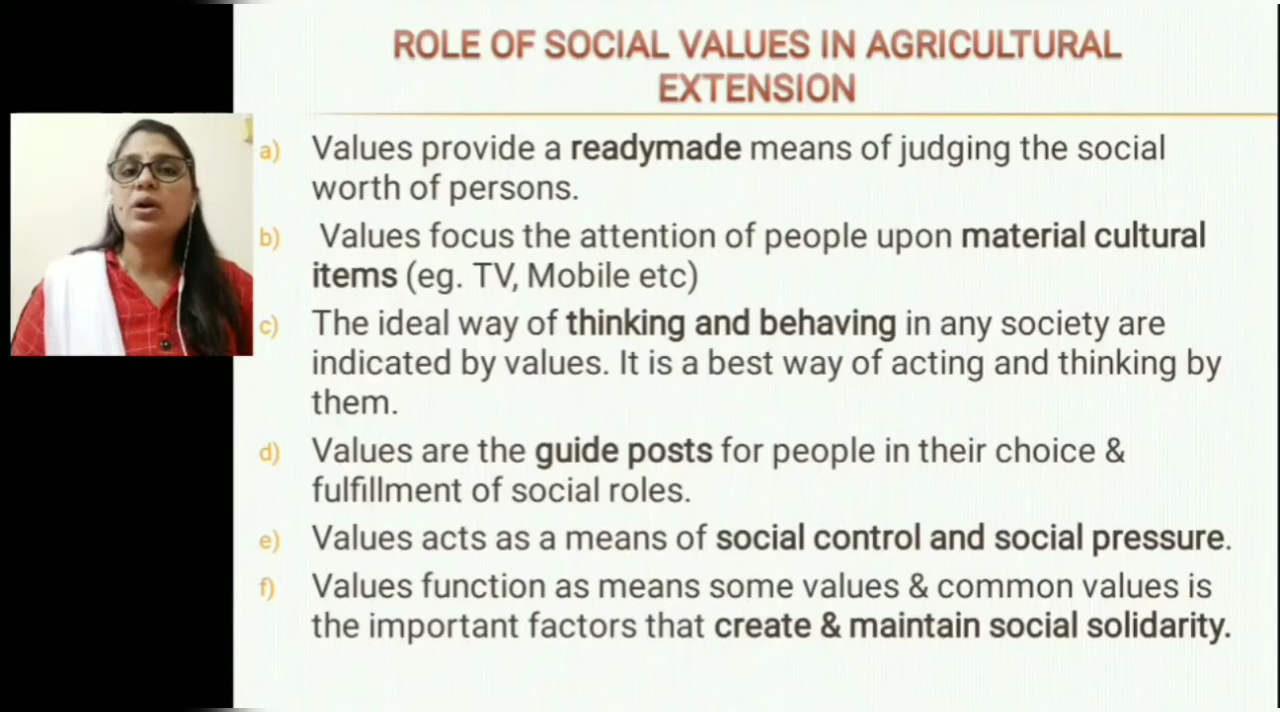 ROLE OF SOCIAL VALUES IN AGRICULTURAL
EXTENSION
a) Values provide a readymade means of judging the social
worth of persons.
b) Values focus the attention of people upon material cultural
items (eg. TV, Mobile etc)
c) The ideal way of thinking and behaving in any society are
indicated by values. It is a best way of acting and thinking by
them.
d) Values are the guide posts for people in their choice &
fulfillment of social roles.
e) Values acts as a means of social control and social pressure.
f) Values function as means some values & common values is
the important factors that create & maintain social solidarity.